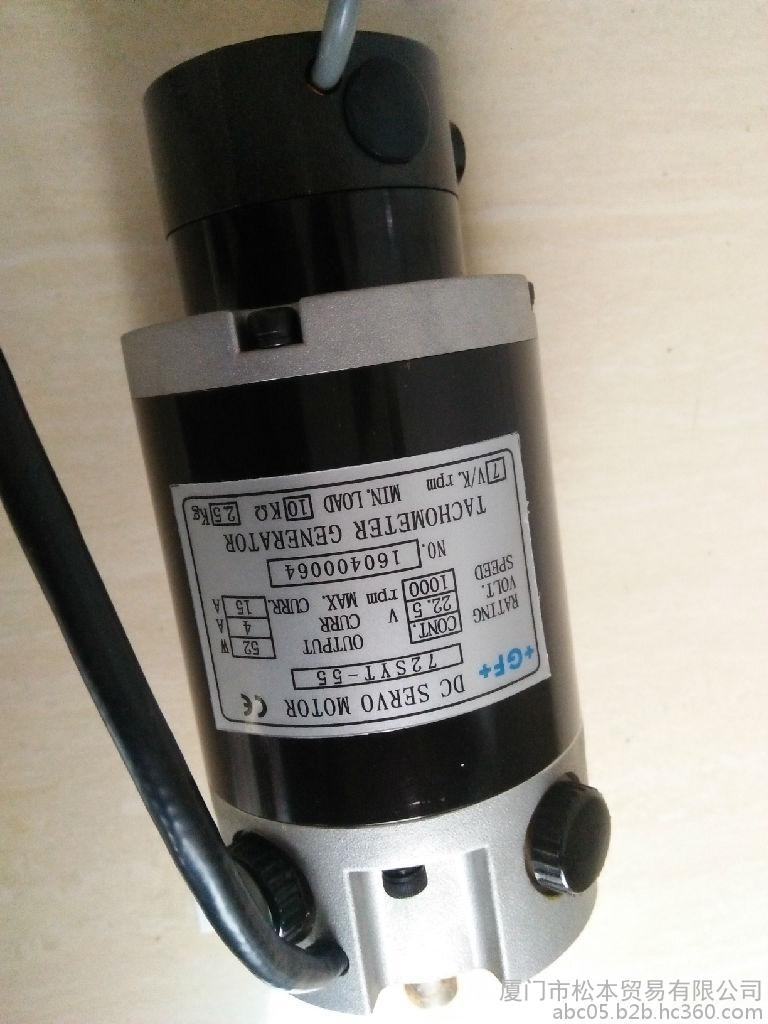 DC SERVO MOTOR CE
+GF+ 72SYT-55
RATING CONT. OUTPUT 52 W
VOLT. 22.5 V CURR 4 A
SPEED 1000 rpm MAX. CURR. 15 A
NO. 160400064
TACHOMETER GENERATOR
7 V/K.rpm MIN. LOAD 10 KΩ 2.5 Kg
厦门市松本贸易有限公司
abc05.b2b.hc360.com